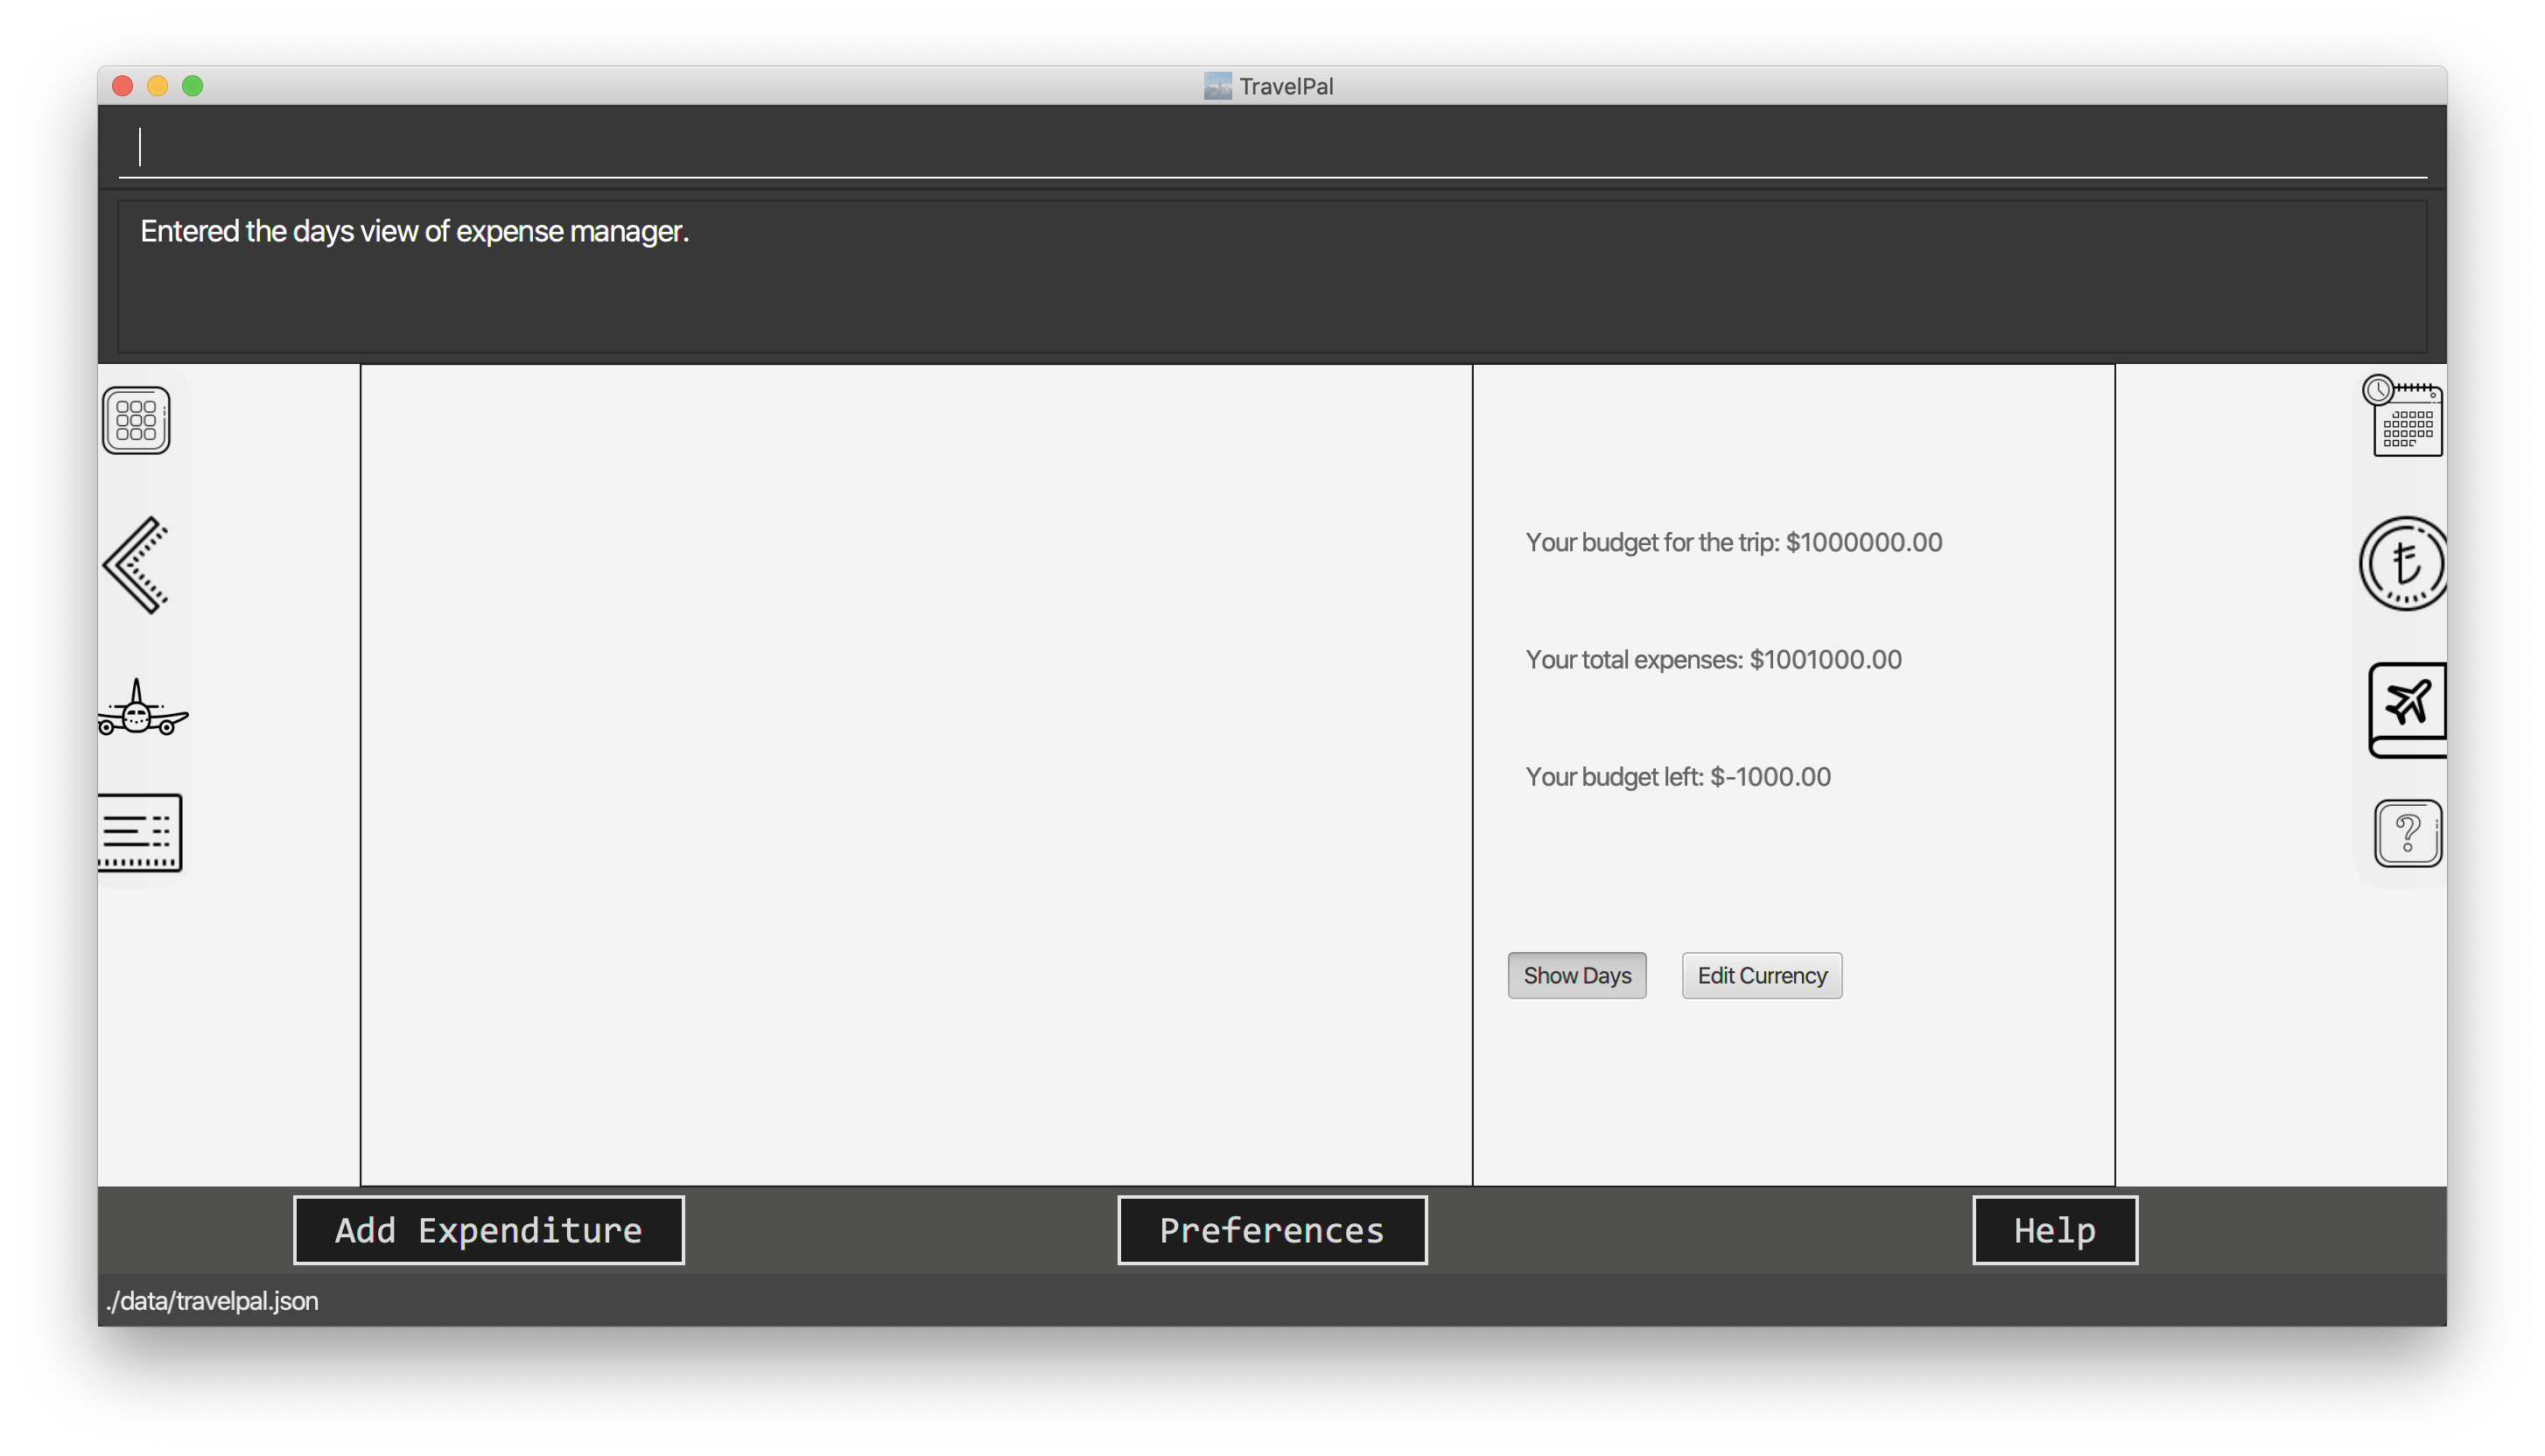 TravelPal
Entered the days view of expense manager.
Your budget for the trip: $1000000.00
Your total expenses: $1001000.00
Your budget left: $-1000.00
Show Days
Edit Currency
Add Expenditure
Preferences
Help
./data/travelpal.json